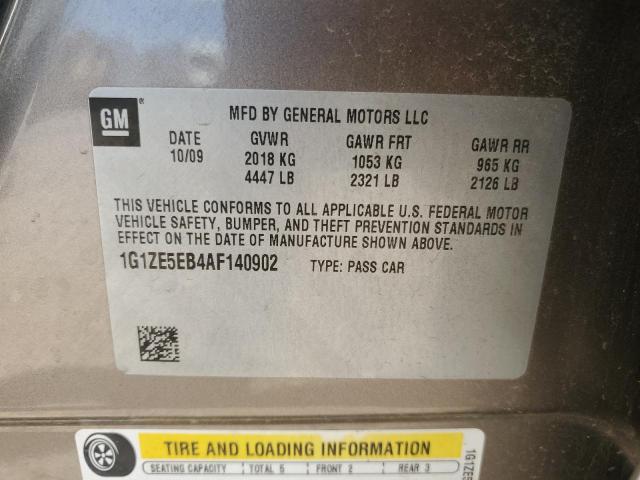 GM
MFD BY GENERAL MOTORS LLC
DATE GVWR GAWR FRT GAWR RR
10/09 2018 KG 1053 KG 965 KG
4447 LB 2321 LB 2126 LB
THIS VEHICLE CONFORMS TO ALL APPLICABLE U.S. FEDERAL MOTOR
VEHICLE SAFETY, BUMPER, AND THEFT PREVENTION STANDARDS IN
EFFECT ON THE DATE OF MANUFACTURE SHOWN ABOVE.
1G1ZE5EB4AF140902 TYPE: PASS CAR
TIRE AND LOADING INFORMATION
SEATING CAPACITY TOTAL 5 FRONT 2 REAR 3
1G1ZE5